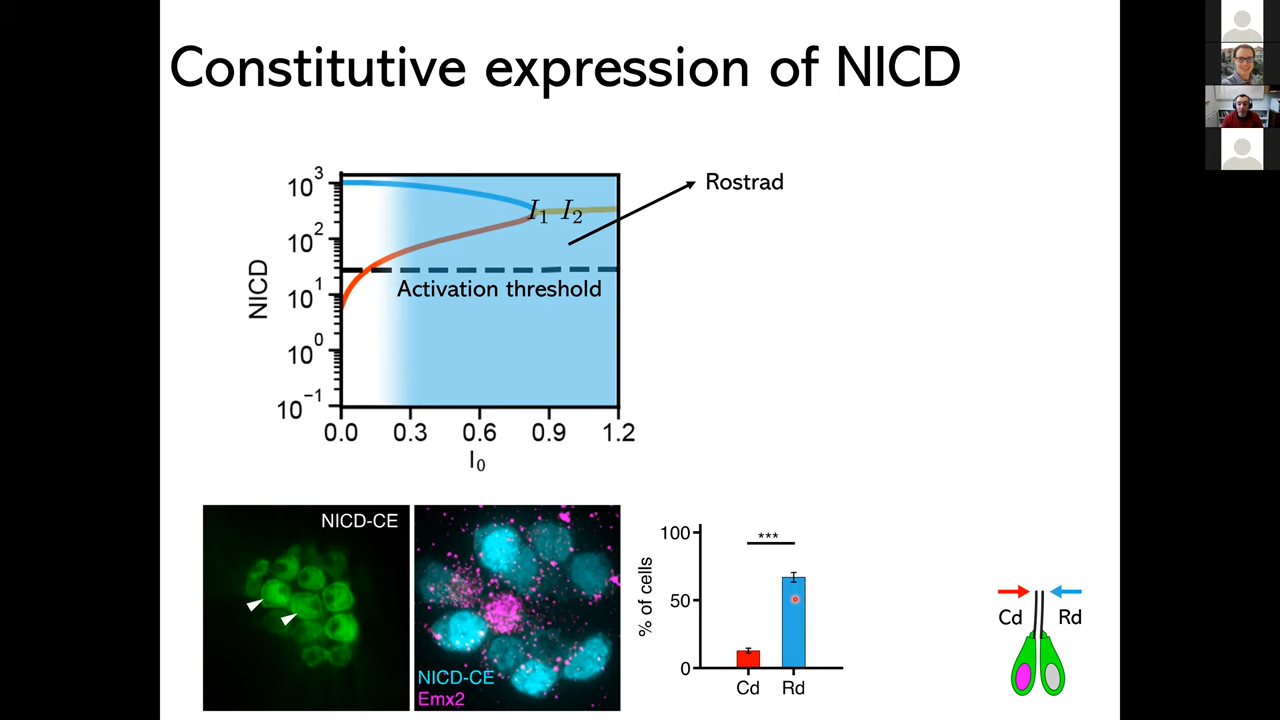 Constitutive expression of NICD
Rostrad
NICD
10³
10²
10¹
10⁰
10⁻¹
I₁ I₂
Activation threshold
0.0 0.3 0.6 0.9 1.2
I₀
NICD-CE
NICD-CE
Emx2
% of cells
100
50
0
***
Cd Rd
Cd Rd